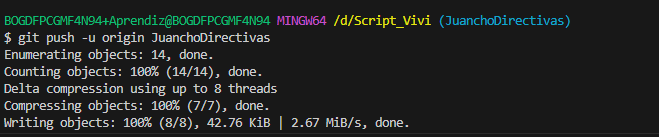 BOGDFPCGMF4N94+Aprendiz@BOGDFPCGMF4N94 MINGW64 /d/Script_Vivi (JuanchoDirectivas)
$ git push -u origin JuanchoDirectivas
Enumerating objects: 14, done.
Counting objects: 100% (14/14), done.
Delta compression using up to 8 threads
Compressing objects: 100% (7/7), done.
Writing objects: 100% (8/8), 42.76 KiB | 2.67 MiB/s, done.